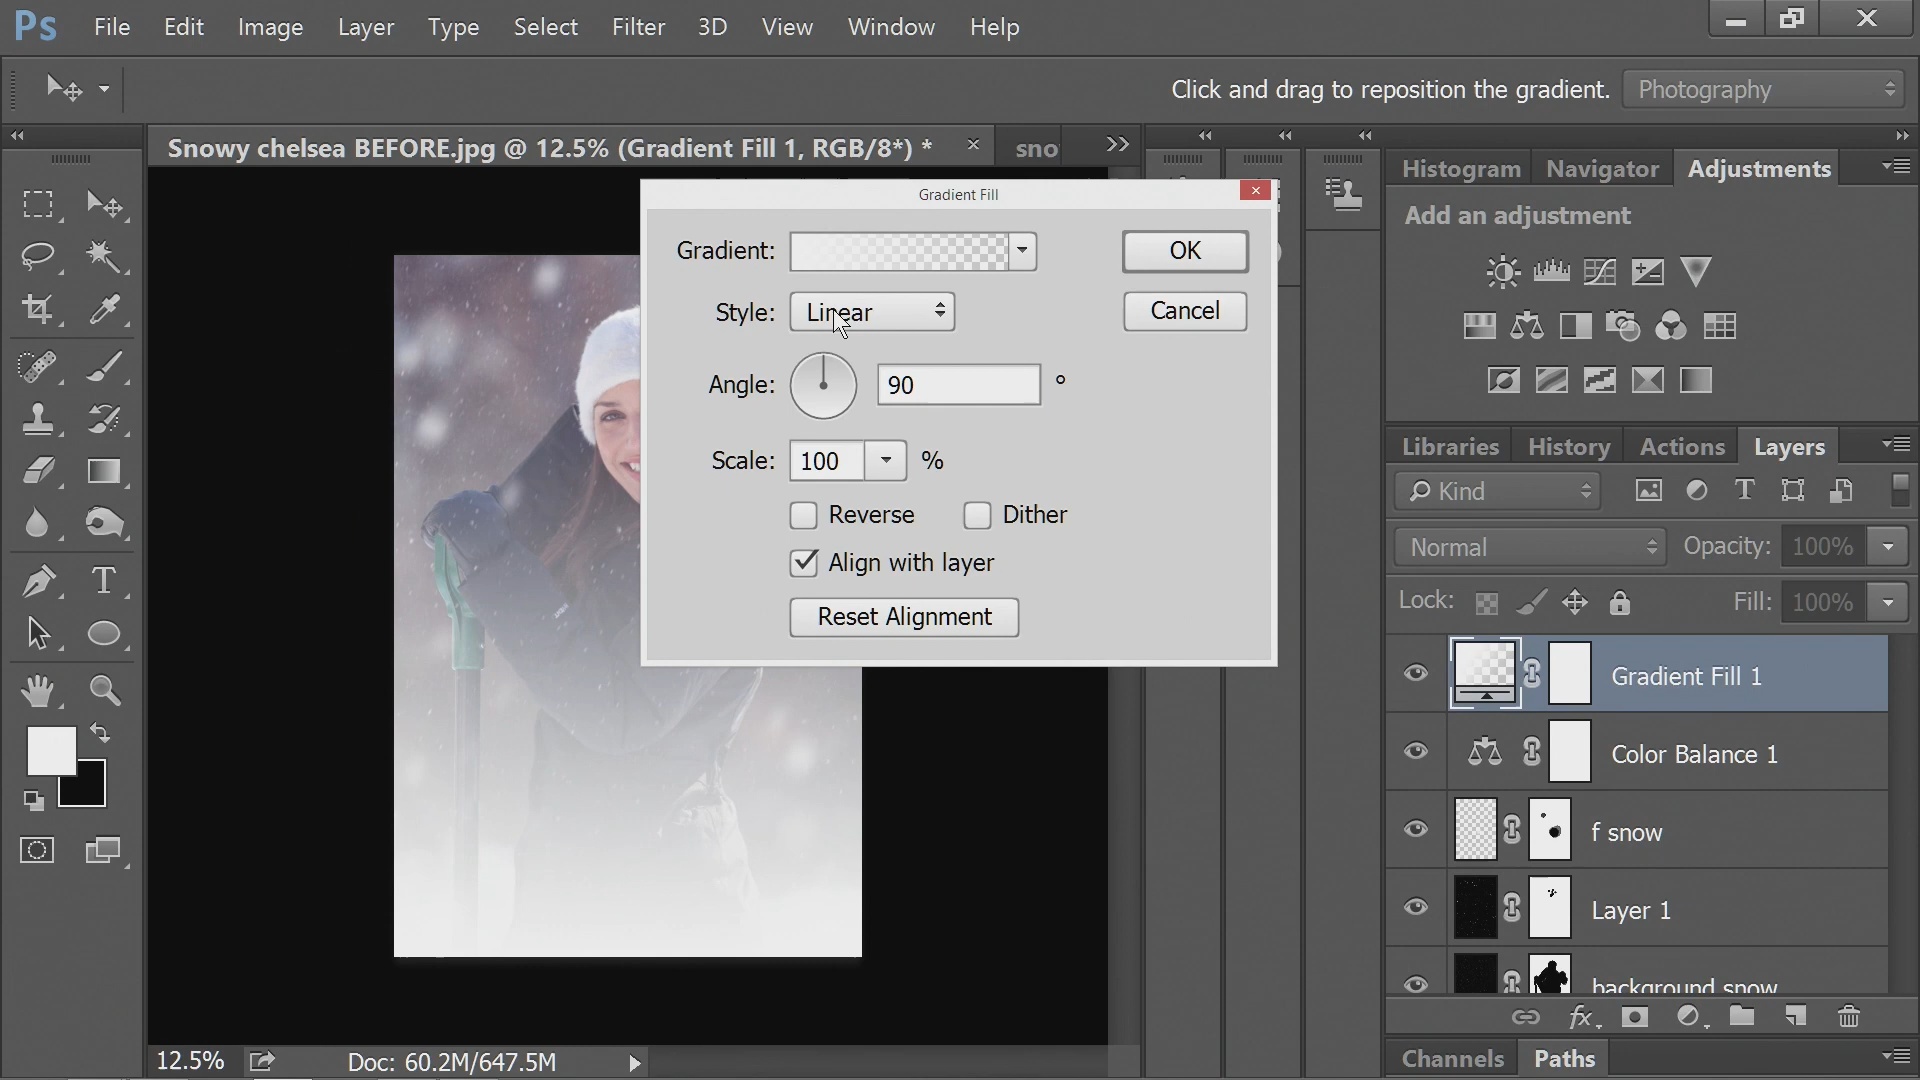 Ps File Edit Image Layer Type Select Filter 3D View Window Help
Click and drag to reposition the gradient. Photography
Snowy chelsea BEFORE.jpg @ 12.5% (Gradient Fill 1, RGB/8*) * × sno
Gradient Fill
Gradient: OK
Style: Linear Cancel
Angle: 90 °
Scale: 100 %
Reverse Dither
Align with layer
Reset Alignment
Histogram Navigator Adjustments
Add an adjustment
Libraries History Actions Layers
Kind
Normal Opacity: 100%
Lock: Fill: 100%
Gradient Fill 1
Color Balance 1
f snow
Layer 1
background snow
fx
Channels Paths
12.5% Doc: 60.2M/647.5M